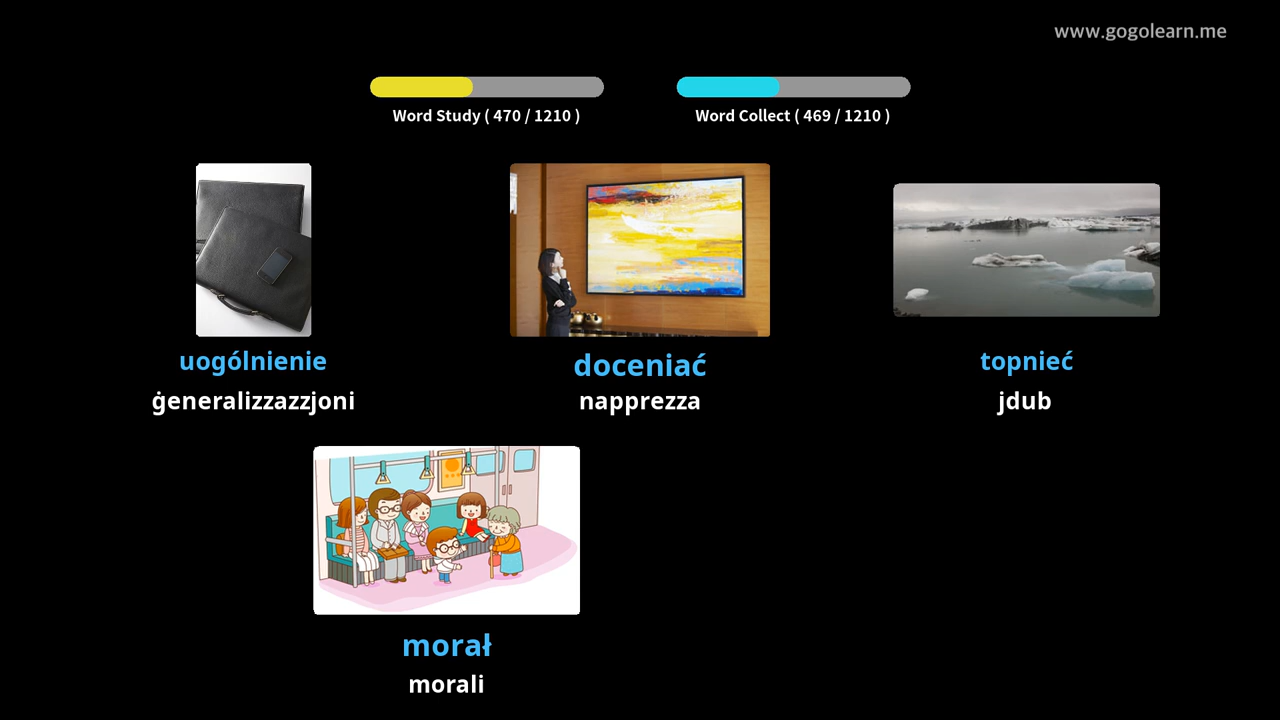 www.gogolearn.me
Word Study ( 470 / 1210 )
Word Collect ( 469 / 1210 )
uogólnienie
ġeneralizzazzjoni
doceniać
napprezza
topnieć
jdub
morał
morali